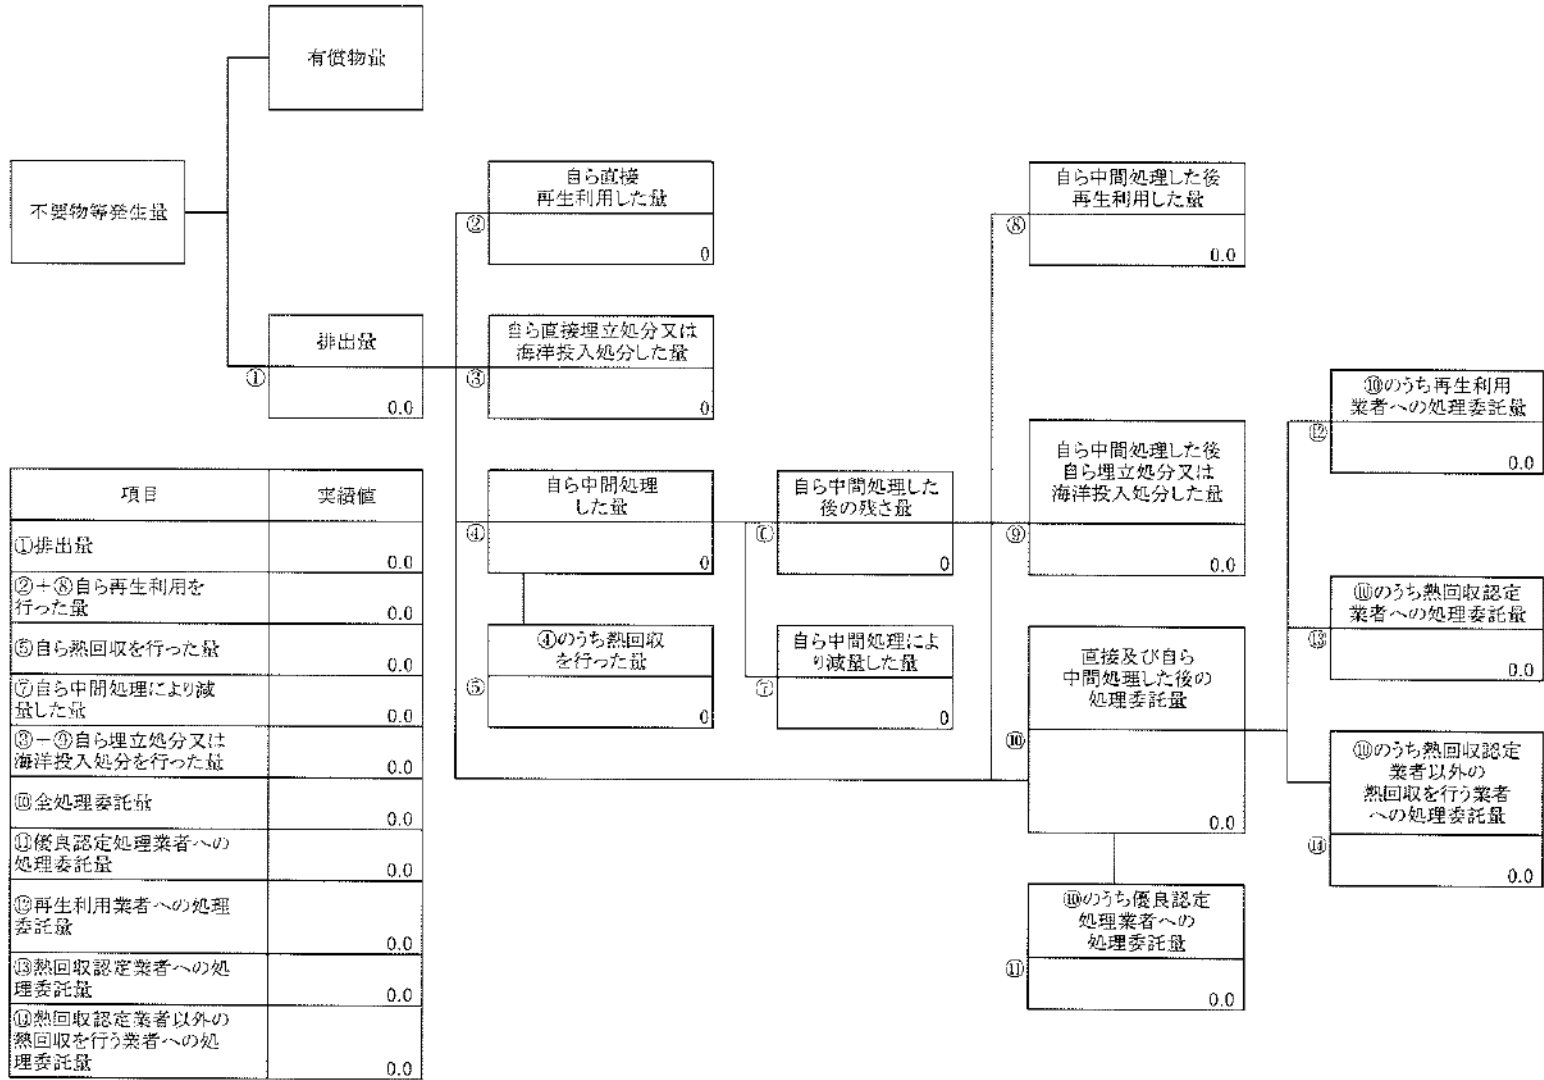 有償物量
不要物等発生量
排出量
①
0.0
自ら直接
再生利用した量
②
0
自ら直接埋立処分又は
海洋投入処分した量
③
0
自ら中間処理
した量
④
0
④のうち熱回収
を行った量
⑤
0
自ら中間処理した
後の残さ量
⑥
0
自ら中間処理によ
り減量した量
⑦
0
自ら中間処理した後
再生利用した量
⑧
0.0
自ら中間処理した後
自ら埋立処分又は
海洋投入処分した量
⑨
0.0
直接及び自ら
中間処理した後の
処理委託量
⑩
0.0
⑩のうち優良認定
処理業者への
処理委託量
⑪
0.0
⑩のうち再生利用
業者への処理委託量
⑫
0.0
⑩のうち熱回収認定
業者への処理委託量
⑬
0.0
⑩のうち熱回収認定
業者以外の
熱回収を行う業者
への処理委託量
⑭
0.0
項目 実績値
①排出量
0.0
②+⑧自ら再生利用を
行った量
0.0
⑤自ら熱回収を行った量
0.0
⑦自ら中間処理により減
量した量
0.0
③+⑨自ら埋立処分又は
海洋投入処分を行った量
0.0
⑩全処理委託量
0.0
⑪優良認定処理業者への
処理委託量
0.0
⑫再生利用業者への処理
委託量
0.0
⑬熱回収認定業者への処
理委託量
0.0
⑭熱回収認定業者以外の
熱回収を行う業者への処
理委託量
0.0